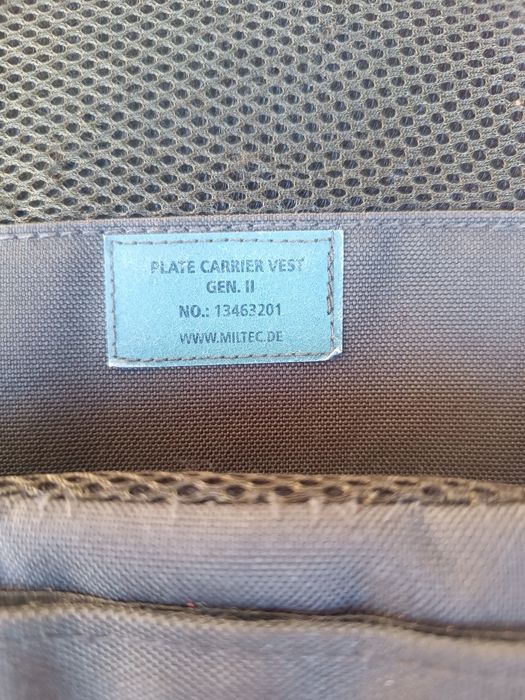 PLATE CARRIER VEST
GEN. II
NO.: 13463201
WWW.MILTEC.DE